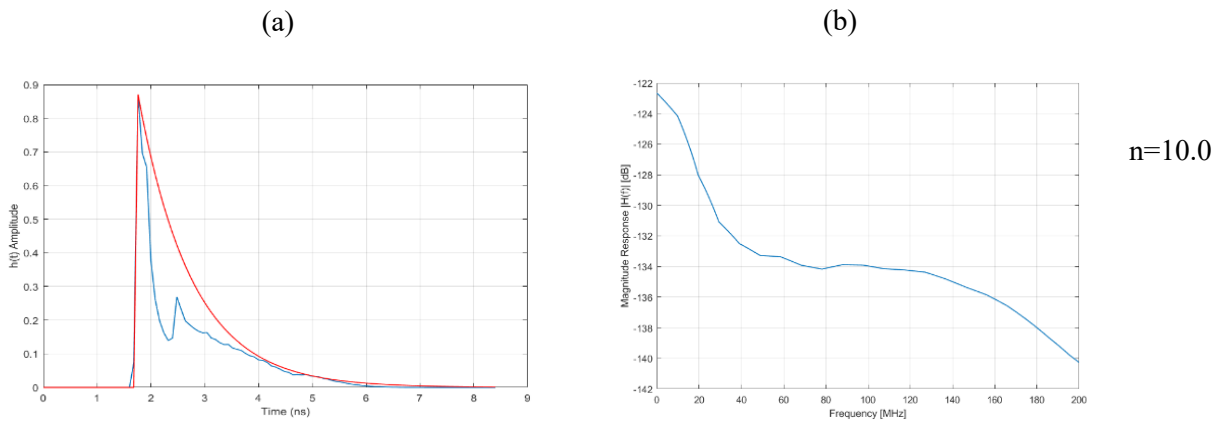 (a)
(b)
0.9
0.8
0.7
0.6
0.5
0.4
0.3
0.2
0.1
0
h(t) Amplitude
0 1 2 3 4 5 6 7 8 9
Time (ns)
-122
-124
-126
-128
-130
-132
-134
-136
-138
-140
-142
Magnitude Response |H(f)| [dB]
0 20 40 60 80 100 120 140 160 180 200
Frequency [MHz]
n=10.0